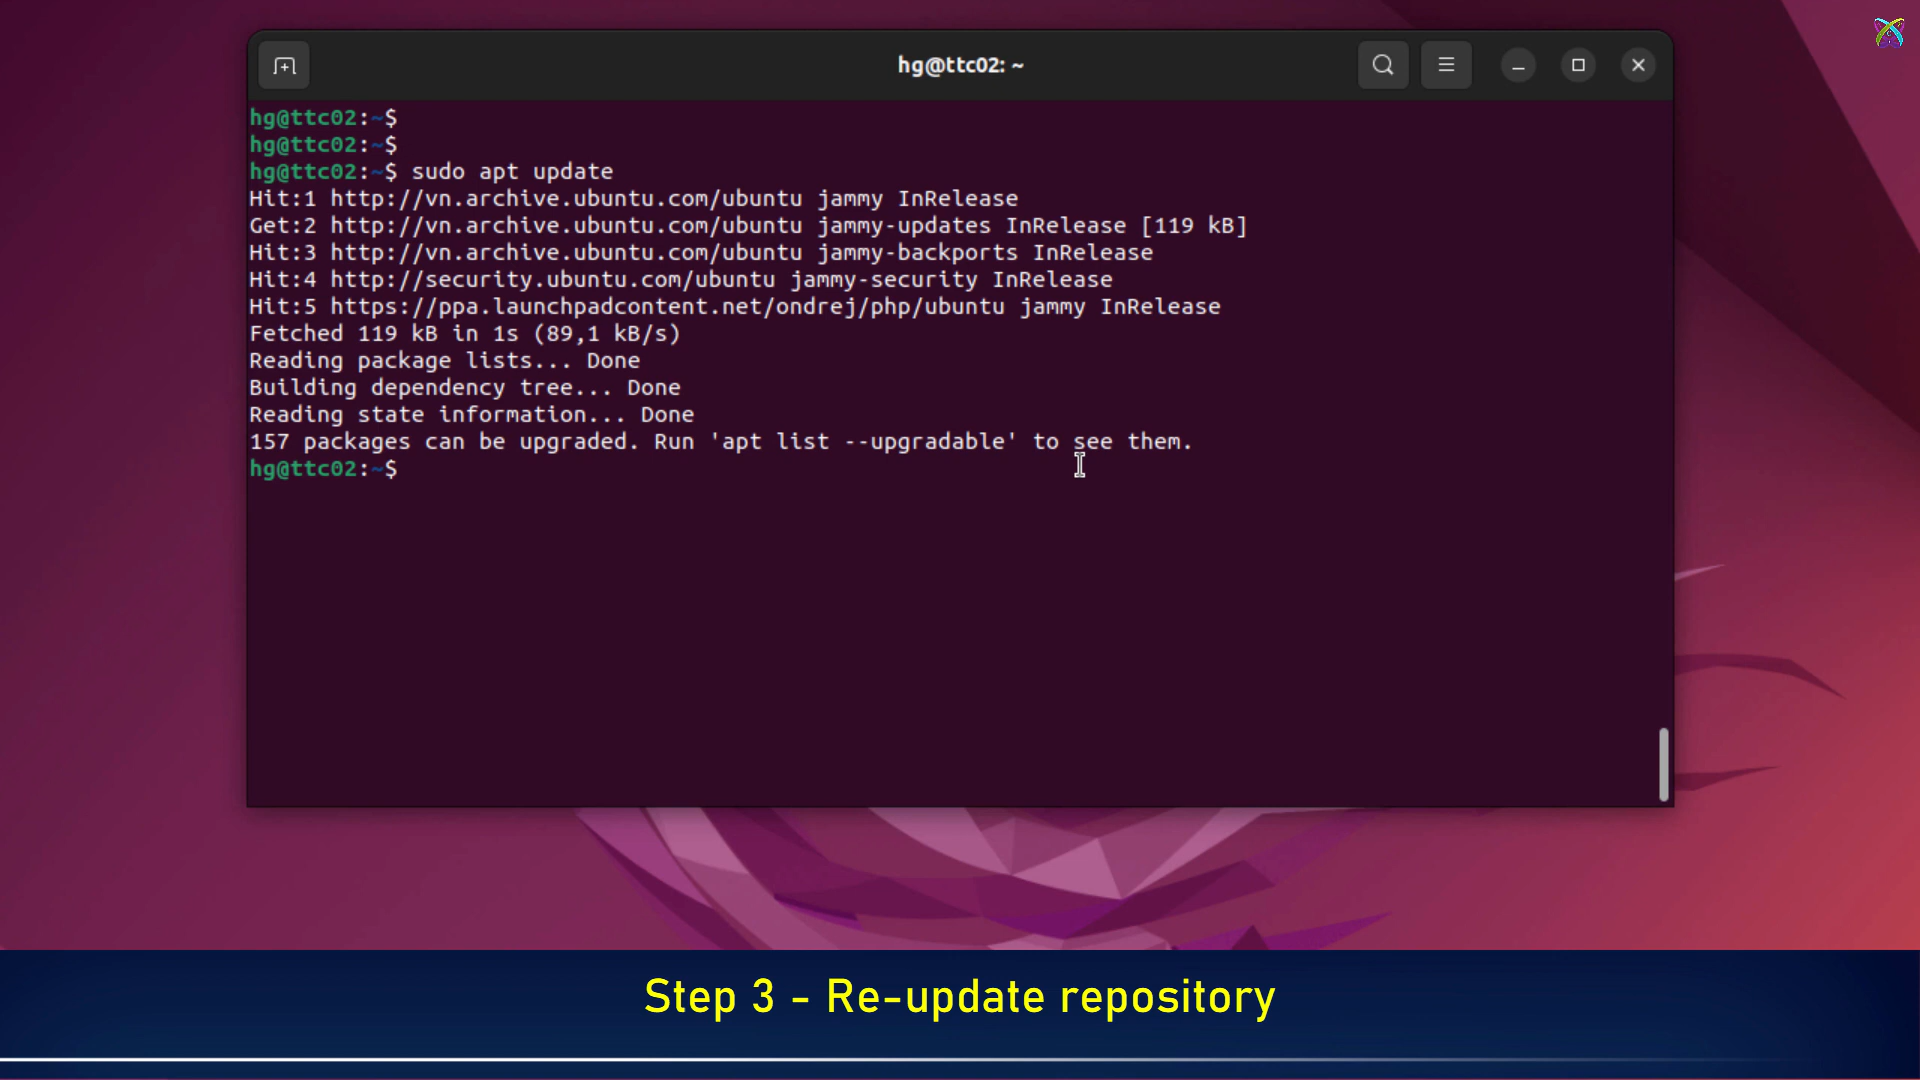 hg@ttc02: ~
hg@ttc02:~$
hg@ttc02:~$
hg@ttc02:~$ sudo apt update
Hit:1 http://vn.archive.ubuntu.com/ubuntu jammy InRelease
Get:2 http://vn.archive.ubuntu.com/ubuntu jammy-updates InRelease [119 kB]
Hit:3 http://vn.archive.ubuntu.com/ubuntu jammy-backports InRelease
Hit:4 http://security.ubuntu.com/ubuntu jammy-security InRelease
Hit:5 https://ppa.launchpadcontent.net/ondrej/php/ubuntu jammy InRelease
Fetched 119 kB in 1s (89,1 kB/s)
Reading package lists... Done
Building dependency tree... Done
Reading state information... Done
157 packages can be upgraded. Run 'apt list --upgradable' to see them.
hg@ttc02:~$
Step 3 - Re-update repository